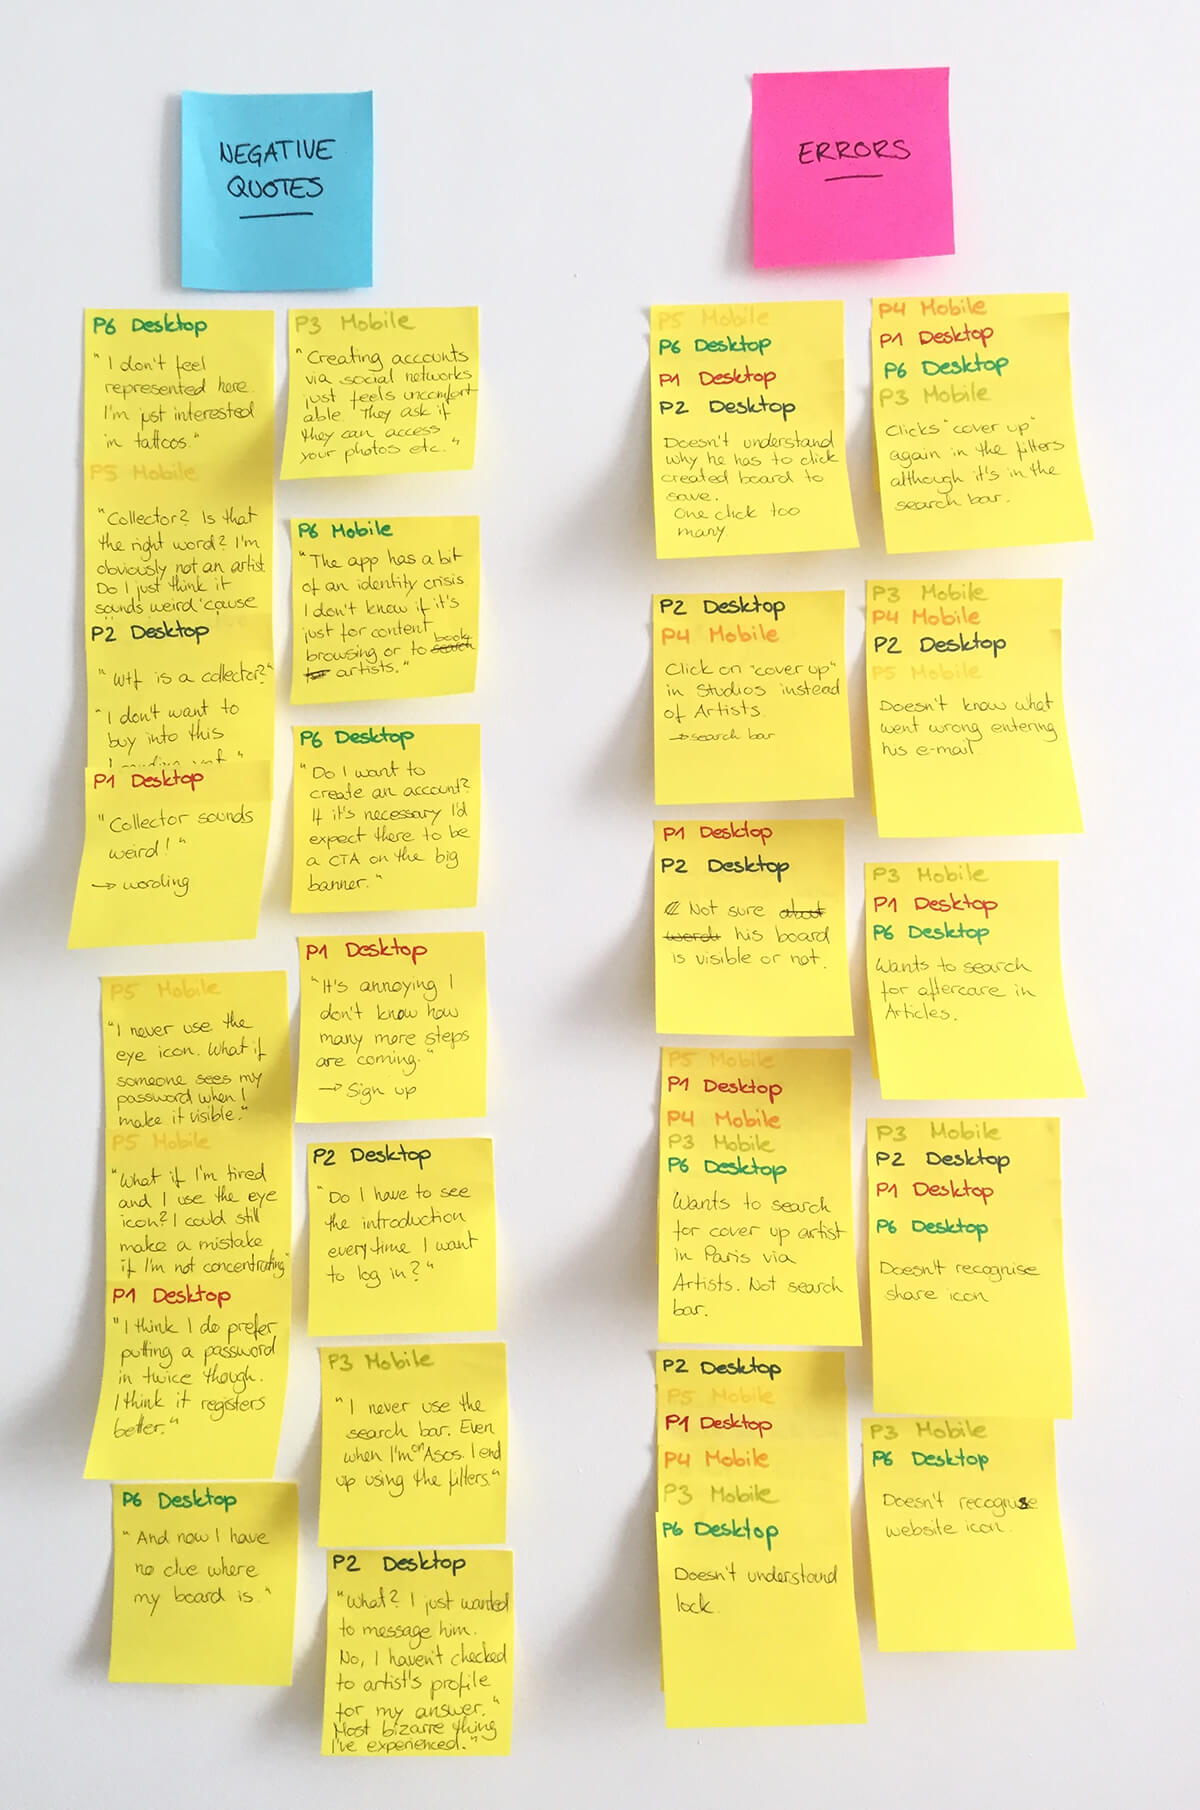 NEGATIVE
QUOTES
P6 Desktop
"I don't feel
represented here.
I'm just interested
in tattoos."
P5 Mobile
"Collector? Is that
the right word? I'm
obviously not an artist
Do I just think it
sounds weird 'cause
P2 Desktop
"Wtf is a collector?"
"I don't want to
buy into this
P1 Desktop
"Collector sounds
weird!"
→ wording
P5 Mobile
"I never use the
eye icon. What if
someone sees my
password when I
make it visible."
P5 Mobile
"What if I'm tired
and I use the eye
icon? I could still
make a mistake
if I'm not concentrating"
P1 Desktop
"I think I do prefer
putting a password
in twice though.
I think it registers
better."
P6 Desktop
"And now I have
no clue where
my board is."
P3 Mobile
"Creating accounts
via social networks
just feels uncomfort
able. They ask if
they can access
your photos etc."
P6 Mobile
"The app has a bit
of an identity crisis
I don't know if it's
just for content
browsing or to search book
for artists."
P6 Desktop
"Do I want to
create an account?
If it's necessary I'd
expect there to be
a CTA on the big
banner."
P1 Desktop
"It's annoying I
don't know how
many more steps
are coming."
→ Sign up
P2 Desktop
"Do I have to see
the introduction
every time I want
to log in?"
P3 Mobile
"I never use the
search bar. Even
when I'm on Asos. I end
up using the filters."
P2 Desktop
"What? I just wanted
to message him.
No, I haven't checked
to artist's profile
for my answer."
Most bizarre thing
I've experienced."
ERRORS
P5 Mobile
P6 Desktop
P1 Desktop
P2 Desktop
Doesn't understand
why he has to click
created board to
save.
One click too
many.
P2 Desktop
P4 Mobile
Click on "cover up"
in Studios instead
of Artists.
→ search bar
P1 Desktop
P2 Desktop
Not sure about
his board
is visible or not.
P5 Mobile
P1 Desktop
P4 Mobile
P3 Mobile
P6 Desktop
Wants to search
for cover up artist
in Paris via
Artists. Not search
bar.
P2 Desktop
P5 Mobile
P1 Desktop
P4 Mobile
P3 Mobile
P6 Desktop
Doesn't understand
lock.
P4 Mobile
P1 Desktop
P6 Desktop
P3 Mobile
Clicks "cover up"
again in the filters
although it's in the
search bar.
P3 Mobile
P4 Mobile
P2 Desktop
P5 Mobile
Doesn't know what
went wrong entering
his e-mail
P3 Mobile
P1 Desktop
P6 Desktop
Wants to search
for aftercare in
Articles.
P3 Mobile
P2 Desktop
P1 Desktop
P6 Desktop
Doesn't recognise
share icon
P3 Mobile
P6 Desktop
Doesn't recognise
website icon.